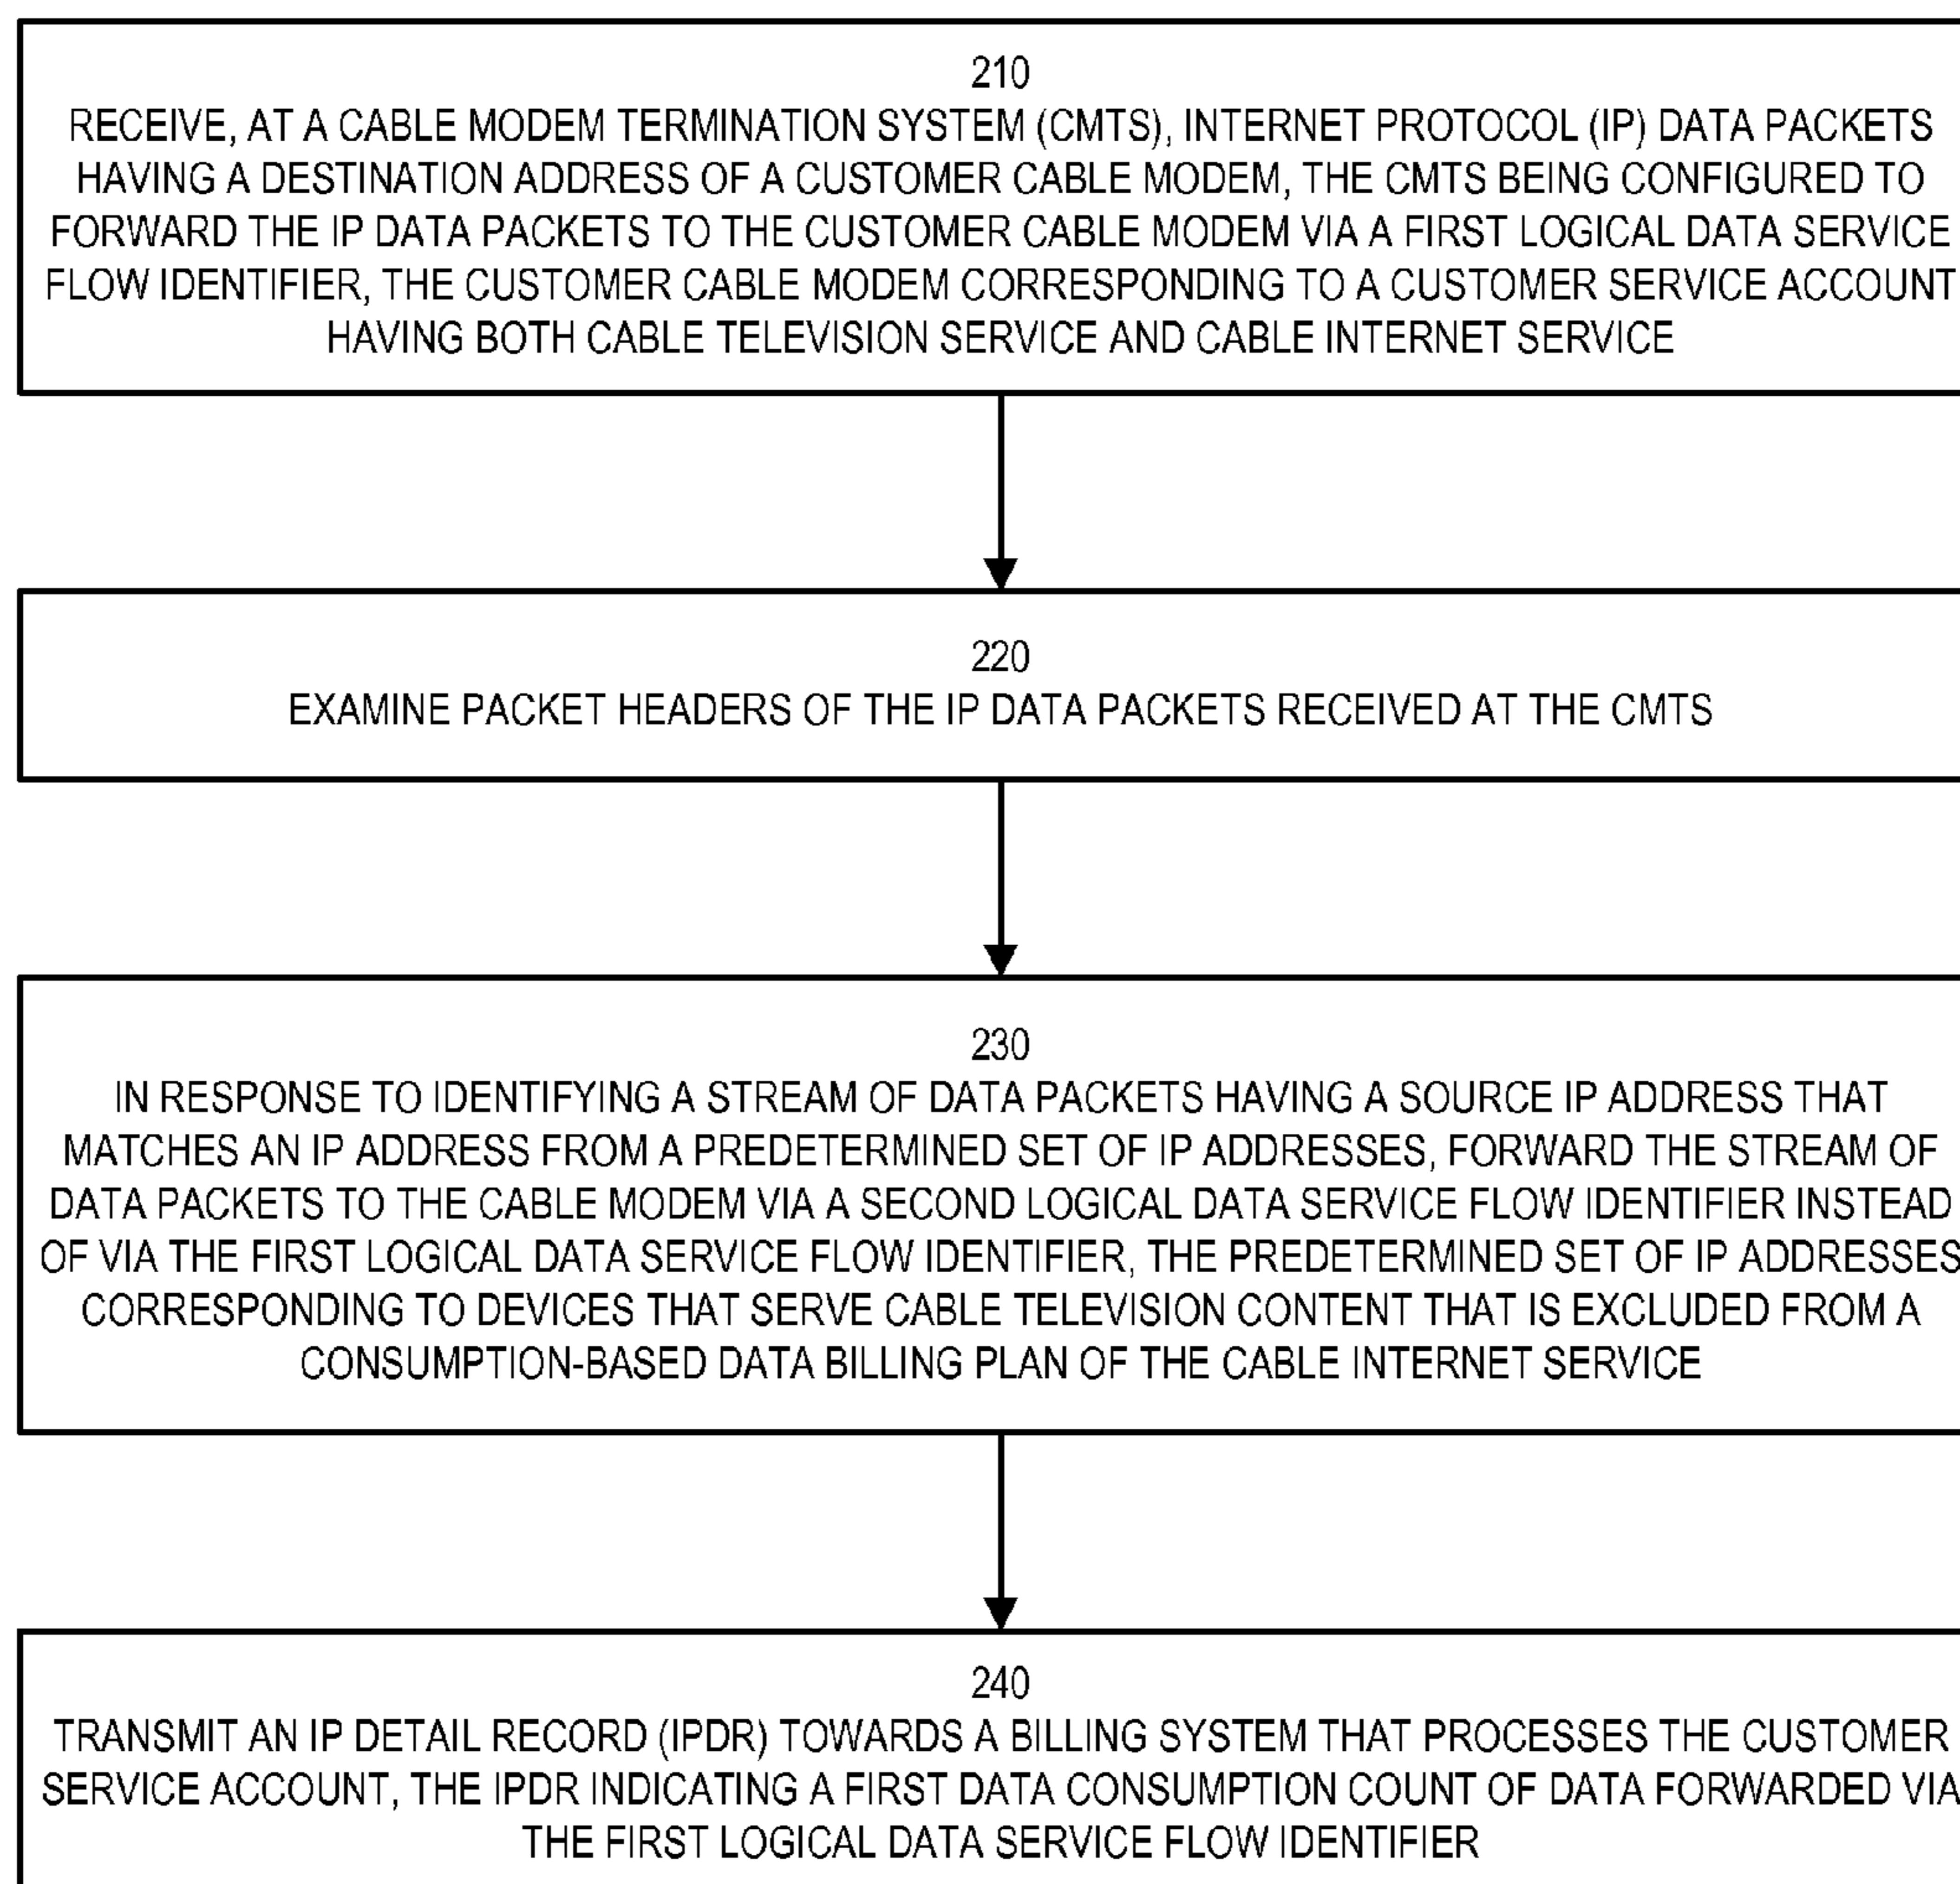 210
RECEIVE, AT A CABLE MODEM TERMINATION SYSTEM (CMTS), INTERNET PROTOCOL (IP) DATA PACKETS
HAVING A DESTINATION ADDRESS OF A CUSTOMER CABLE MODEM, THE CMTS BEING CONFIGURED TO
FORWARD THE IP DATA PACKETS TO THE CUSTOMER CABLE MODEM VIA A FIRST LOGICAL DATA SERVICE
FLOW IDENTIFIER, THE CUSTOMER CABLE MODEM CORRESPONDING TO A CUSTOMER SERVICE ACCOUNT
HAVING BOTH CABLE TELEVISION SERVICE AND CABLE INTERNET SERVICE
220
EXAMINE PACKET HEADERS OF THE IP DATA PACKETS RECEIVED AT THE CMTS
230
IN RESPONSE TO IDENTIFYING A STREAM OF DATA PACKETS HAVING A SOURCE IP ADDRESS THAT
MATCHES AN IP ADDRESS FROM A PREDETERMINED SET OF IP ADDRESSES, FORWARD THE STREAM OF
DATA PACKETS TO THE CABLE MODEM VIA A SECOND LOGICAL DATA SERVICE FLOW IDENTIFIER INSTEAD
OF VIA THE FIRST LOGICAL DATA SERVICE FLOW IDENTIFIER, THE PREDETERMINED SET OF IP ADDRESSES
CORRESPONDING TO DEVICES THAT SERVE CABLE TELEVISION CONTENT THAT IS EXCLUDED FROM A
CONSUMPTION-BASED DATA BILLING PLAN OF THE CABLE INTERNET SERVICE
240
TRANSMIT AN IP DETAIL RECORD (IPDR) TOWARDS A BILLING SYSTEM THAT PROCESSES THE CUSTOMER
SERVICE ACCOUNT, THE IPDR INDICATING A FIRST DATA CONSUMPTION COUNT OF DATA FORWARDED VIA
THE FIRST LOGICAL DATA SERVICE FLOW IDENTIFIER